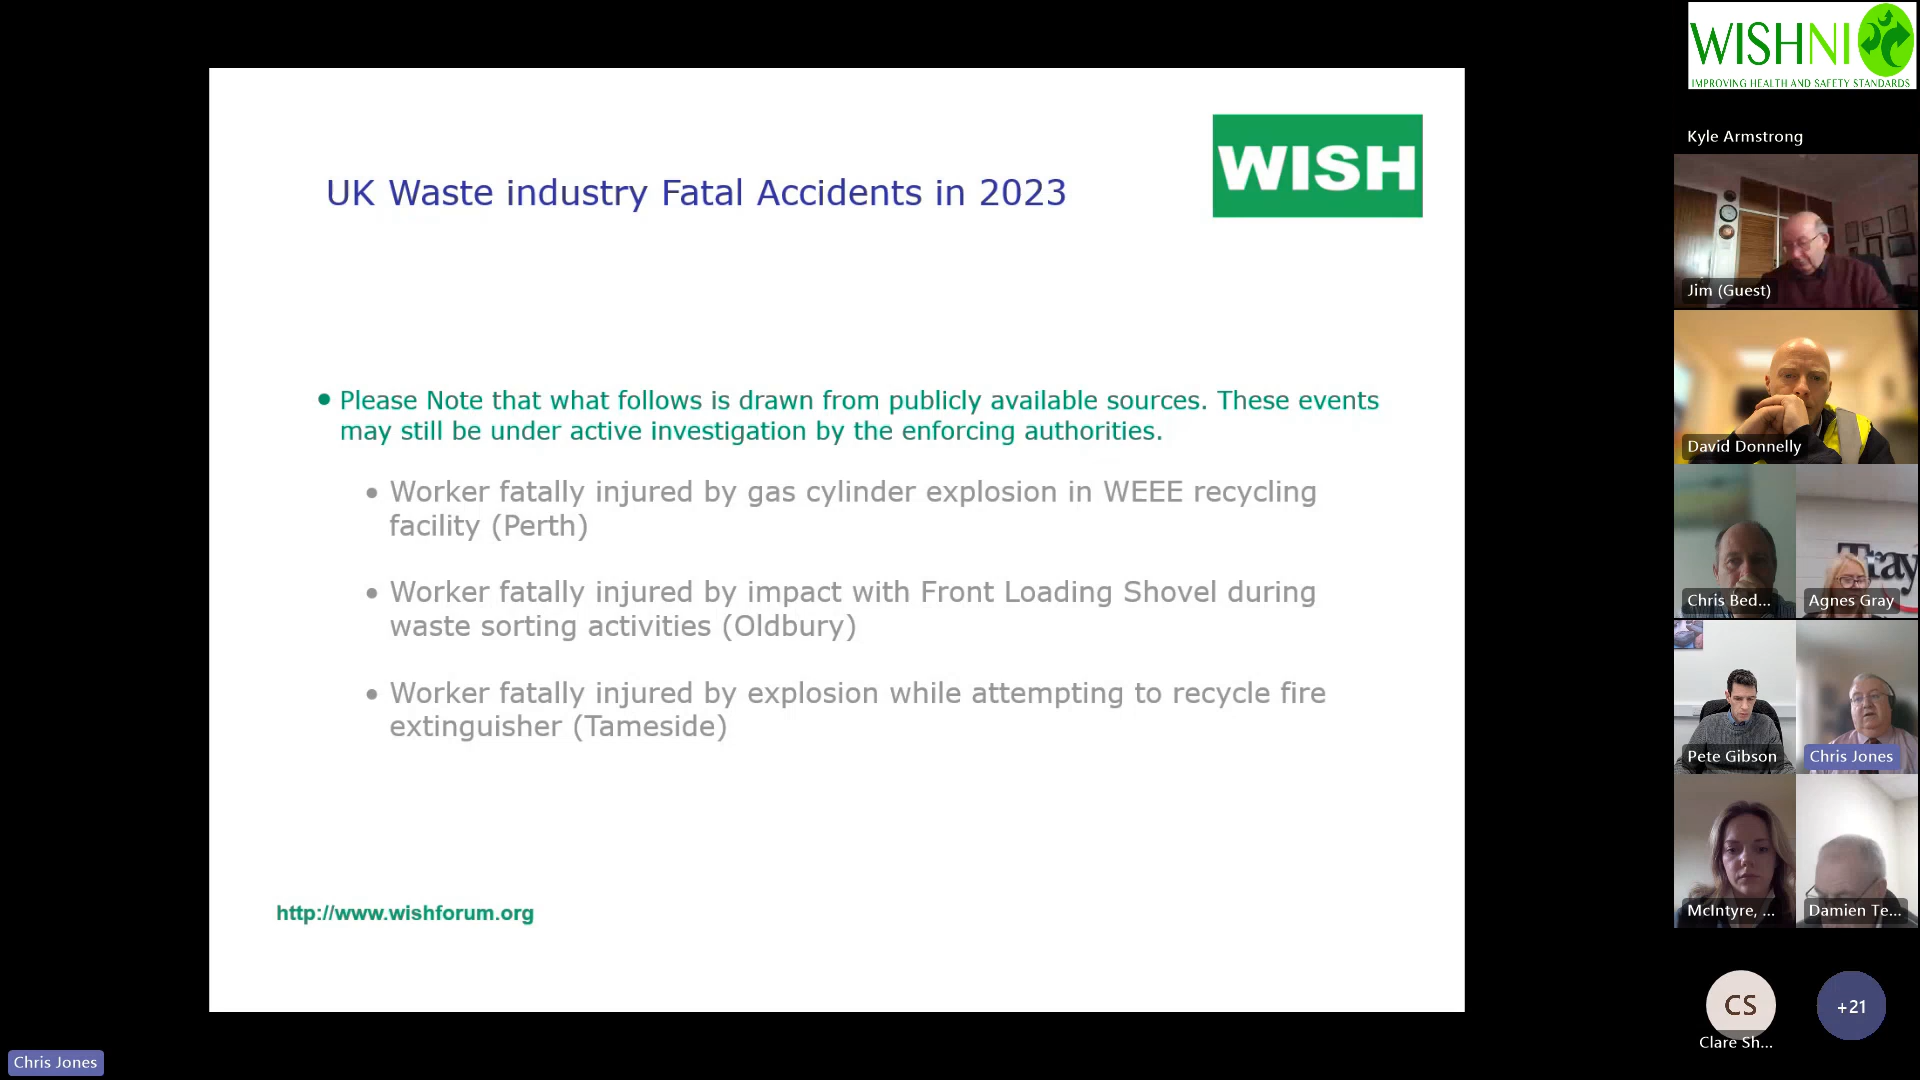 WISHNI
IMPROVING HEALTH AND SAFETY STANDARDS
Kyle Armstrong
WISH
UK Waste industry Fatal Accidents in 2023
• Please Note that what follows is drawn from publicly available sources. These events
may still be under active investigation by the enforcing authorities.
• Worker fatally injured by gas cylinder explosion in WEEE recycling
facility (Perth)
• Worker fatally injured by impact with Front Loading Shovel during
waste sorting activities (Oldbury)
• Worker fatally injured by explosion while attempting to recycle fire
extinguisher (Tameside)
http://www.wishforum.org
Jim (Guest)
David Donnelly
Chris Bed...
Agnes Gray
Tray
Pete Gibson
Chris Jones
McIntyre, ...
Damien Te...
CS
Clare Sh...
+21
Chris Jones